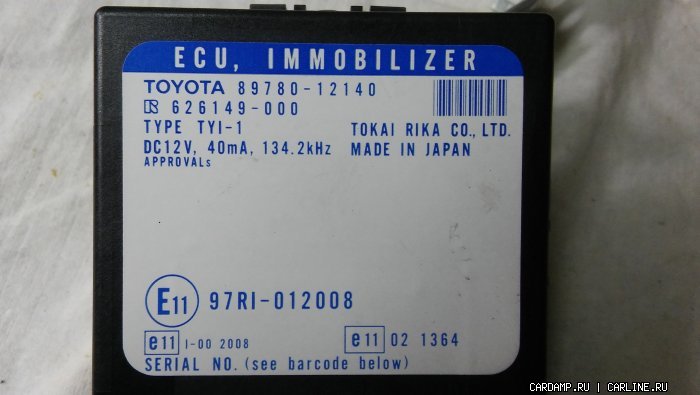 ECU, IMMOBILIZER
TOYOTA 89780-12140
R 626149-000
TYPE TYI-1 TOKAI RIKA CO., LTD.
DC12V, 40mA, 134.2kHz MADE IN JAPAN
APPROVALs
E11 97RI-012008
e11 I-00 2008 e11 02 1364
SERIAL NO. (see barcode below)
CARDAMP.RU | CARLINE.RU